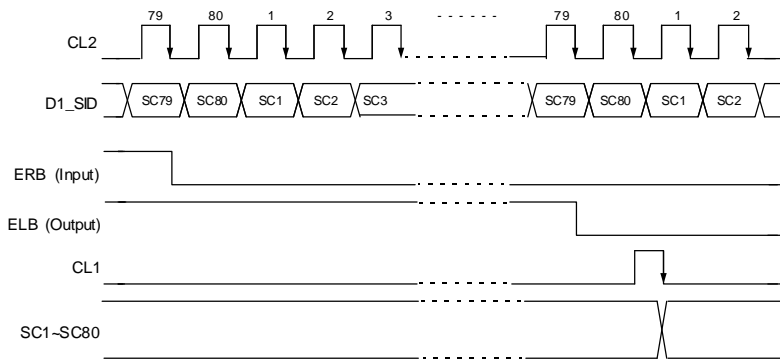 79 80 1 2 3 79 80 1 2
CL2
D1_SID SC79 SC80 SC1 SC2 SC3 SC79 SC80 SC1 SC2
ERB (Input)
ELB (Output)
CL1
SC1~SC80